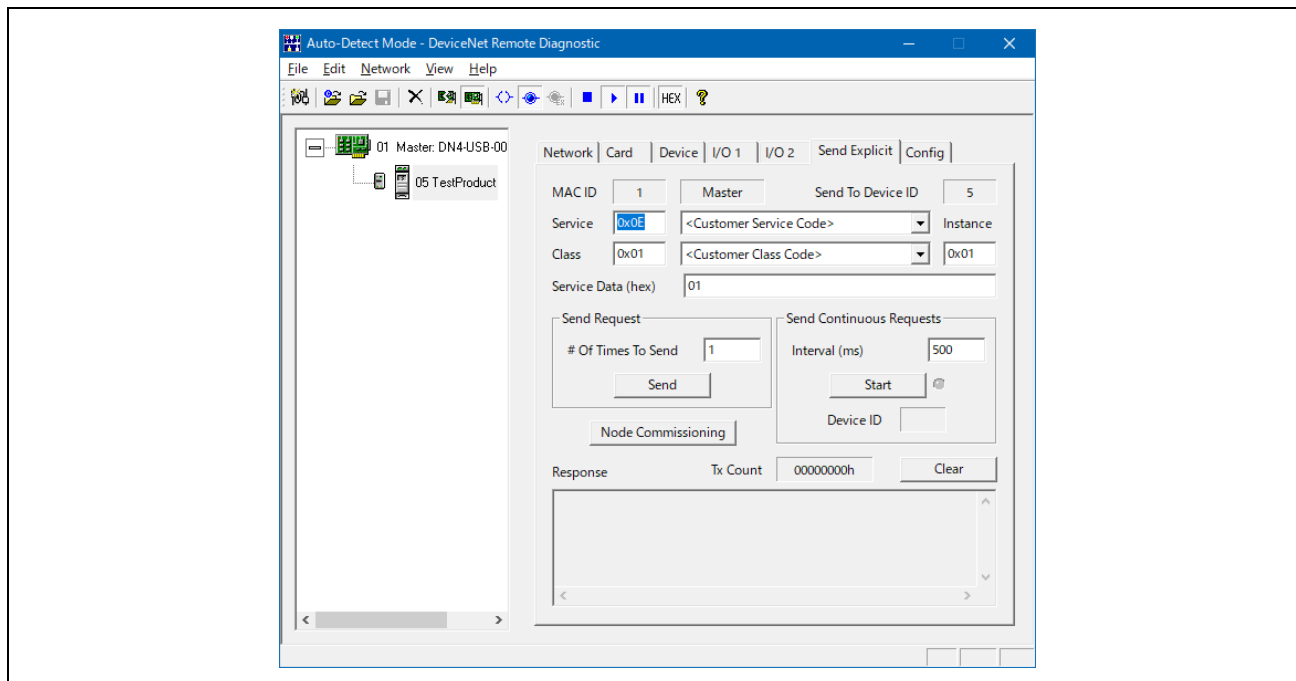 Auto-Detect Mode - DeviceNet Remote Diagnostic
File Edit Network View Help
HEX
01 Master: DN4-USB-00
05 TestProduct
Network Card Device I/O 1 I/O 2 Send Explicit Config
MAC ID 1 Master Send To Device ID 5
Service 0x0E <Customer Service Code> Instance
Class 0x01 <Customer Class Code> 0x01
Service Data (hex) 01
Send Request Send Continuous Requests
# Of Times To Send 1 Interval (ms) 500
Send Start
Node Commissioning Device ID
Response Tx Count 00000000h Clear